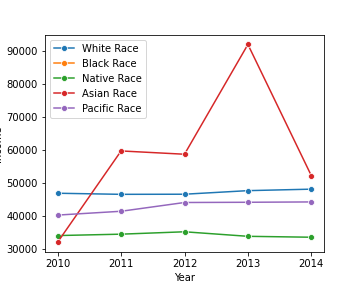 90000
80000
70000
60000
50000
40000
30000
White Race
Black Race
Native Race
Asian Race
Pacific Race
2010 2011 2012 2013 2014
Year